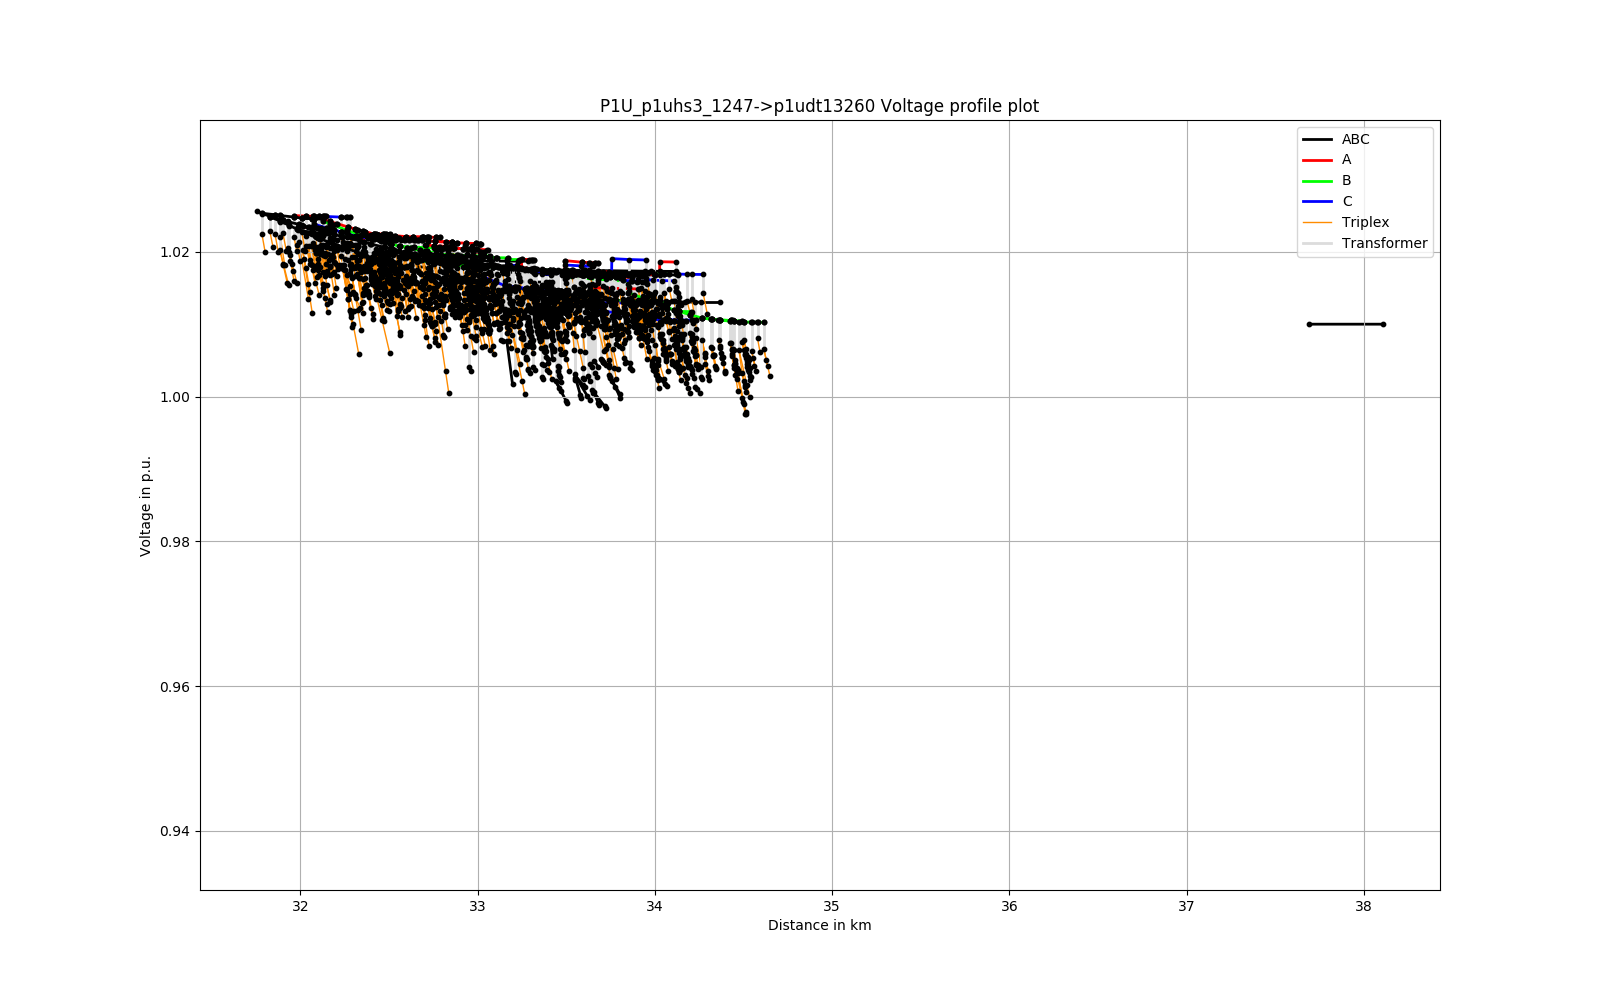 P1U_p1uhs3_1247->p1udt13260 Voltage profile plot
ABC
A
B
C
Triplex
Transformer
1.02
1.00
0.98
0.96
0.94
Voltage in p.u.
32 33 34 35 36 37 38
Distance in km